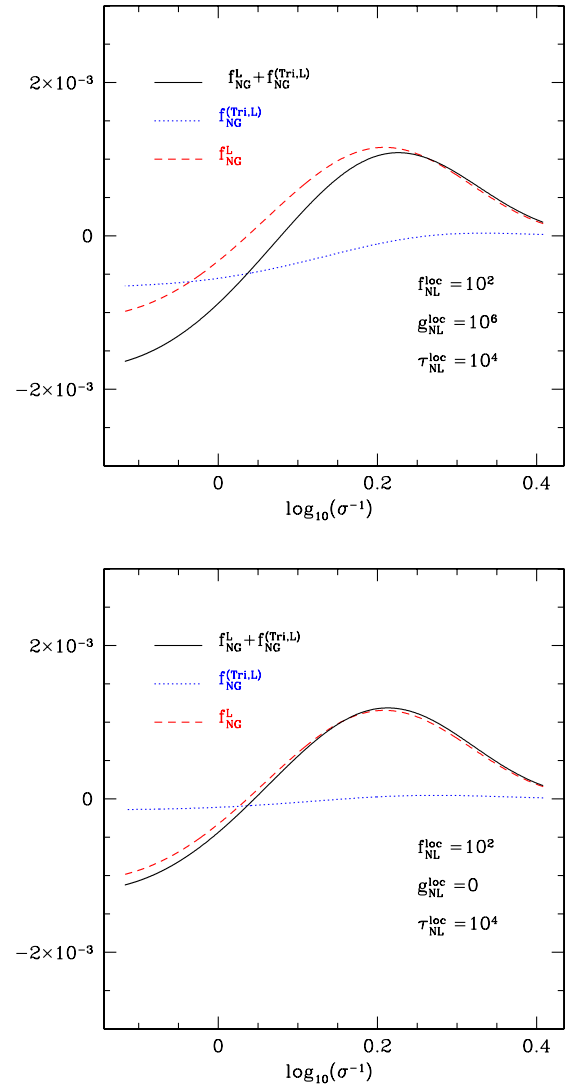 f^L_NG + f^(Tri,L)_NG
f^(Tri,L)_NG
f^L_NG
2×10⁻³
0
−2×10⁻³
f^loc_NL = 10²
g^loc_NL = 10⁶
τ^loc_NL = 10⁴
0 0.2 0.4
log₁₀(σ⁻¹)
f^L_NG + f^(Tri,L)_NG
f^(Tri,L)_NG
f^L_NG
2×10⁻³
0
−2×10⁻³
f^loc_NL = 10²
g^loc_NL = 0
τ^loc_NL = 10⁴
0 0.2 0.4
log₁₀(σ⁻¹)